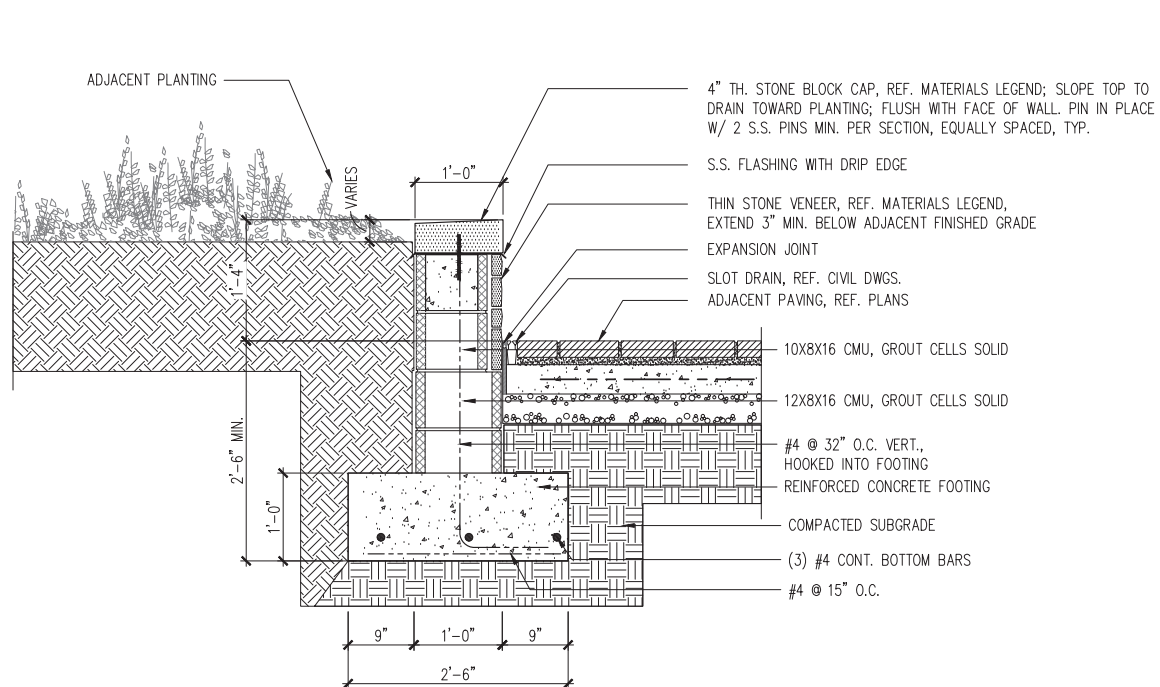 ADJACENT PLANTING
4" TH. STONE BLOCK CAP, REF. MATERIALS LEGEND; SLOPE TOP TO
DRAIN TOWARD PLANTING; FLUSH WITH FACE OF WALL. PIN IN PLACE
W/ 2 S.S. PINS MIN. PER SECTION, EQUALLY SPACED, TYP.
1'-0"
VARIES
S.S. FLASHING WITH DRIP EDGE
THIN STONE VENEER, REF. MATERIALS LEGEND,
EXTEND 3" MIN. BELOW ADJACENT FINISHED GRADE
EXPANSION JOINT
SLOT DRAIN, REF. CIVIL DWGS.
ADJACENT PAVING, REF. PLANS
1'-4"
10X8X16 CMU, GROUT CELLS SOLID
12X8X16 CMU, GROUT CELLS SOLID
#4 @ 32" O.C. VERT.,
HOOKED INTO FOOTING
2'-6" MIN.
REINFORCED CONCRETE FOOTING
1'-0"
COMPACTED SUBGRADE
(3) #4 CONT. BOTTOM BARS
#4 @ 15" O.C.
9"
1'-0"
9"
2'-6"